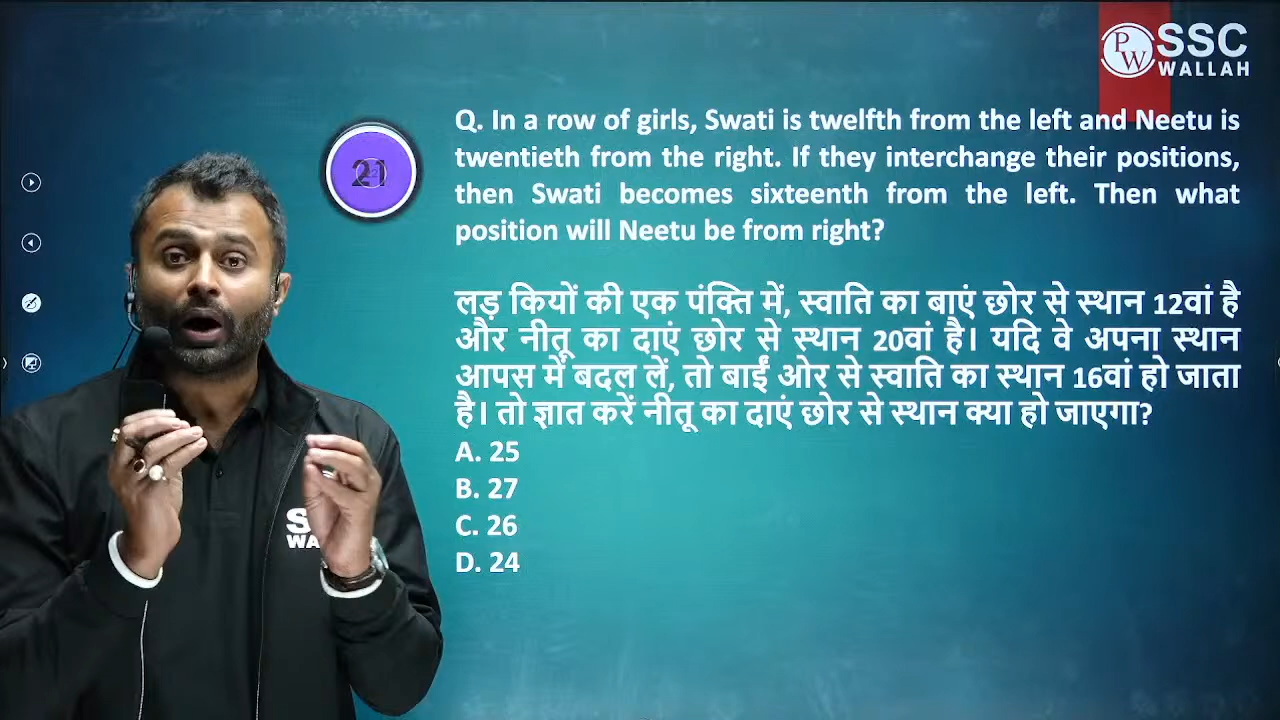 PW SSC
WALLAH
21
Q. In a row of girls, Swati is twelfth from the left and Neetu is
twentieth from the right. If they interchange their positions,
then Swati becomes sixteenth from the left. Then what
position will Neetu be from right?
लड़ कियों की एक पंक्ति में, स्वाति का बाएं छोर से स्थान 12वां है
और नीतू का दाएं छोर से स्थान 20वां है। यदि वे अपना स्थान
आपस में बदल लें, तो बाईं ओर से स्वाति का स्थान 16वां हो जाता
है। तो ज्ञात करें नीतू का दाएं छोर से स्थान क्या हो जाएगा?
A. 25
B. 27
C. 26
D. 24
S
WA